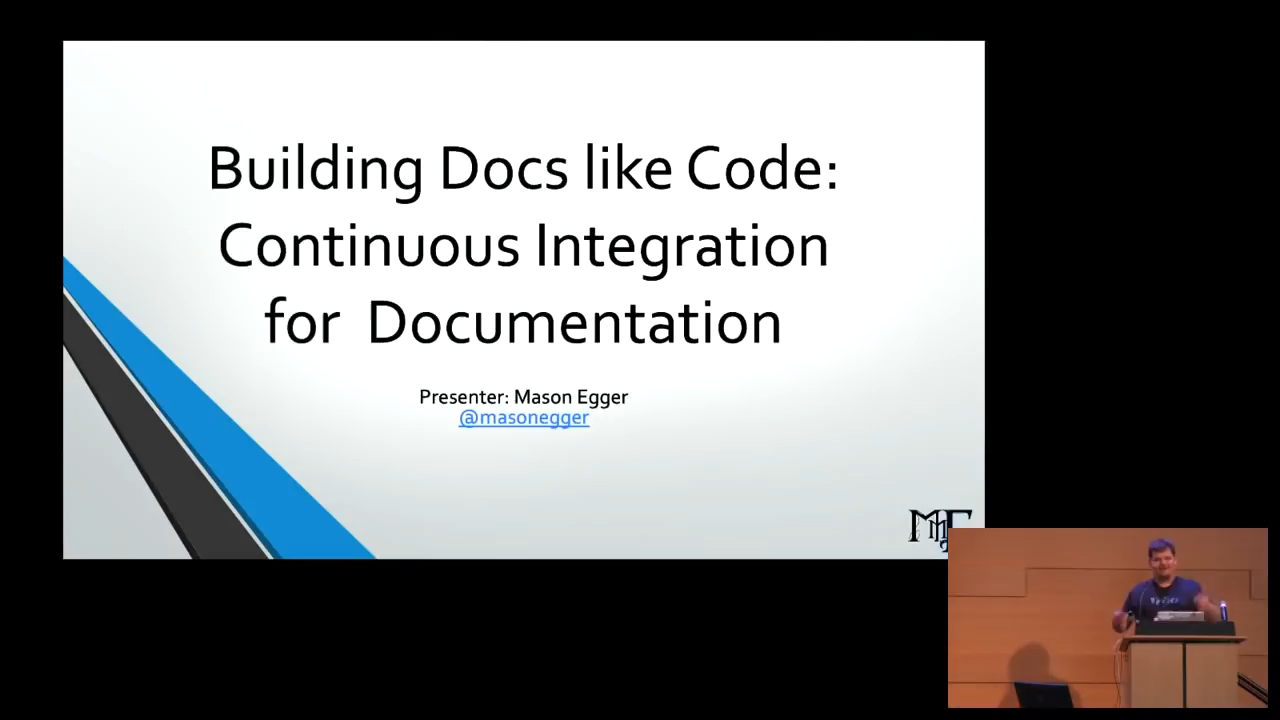 Building Docs like Code:
Continuous Integration
for Documentation
Presenter: Mason Egger
@masonegger